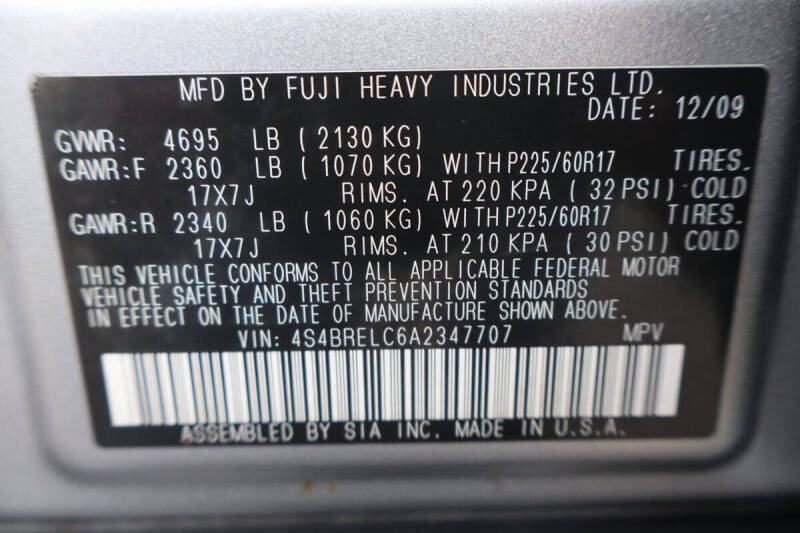 MFD BY FUJI HEAVY INDUSTRIES LTD.
DATE: 12/09
GVWR: 4695 LB ( 2130 KG)
GAWR:F 2360 LB ( 1070 KG) WITH P225/60R17 TIRES.
17X7J RIMS. AT 220 KPA ( 32 PSI) COLD
GAWR:R 2340 LB ( 1060 KG) WITH P225/60R17 TIRES.
17X7J RIMS. AT 210 KPA ( 30 PSI) COLD
THIS VEHICLE CONFORMS TO ALL APPLICABLE FEDERAL MOTOR
VEHICLE SAFETY AND THEFT PREVENTION STANDARDS
IN EFFECT ON THE DATE OF MANUFACTURE SHOWN ABOVE.
VIN: 4S4BRELC6A2347707 MPV
ASSEMBLED BY SIA INC. MADE IN U.S.A.